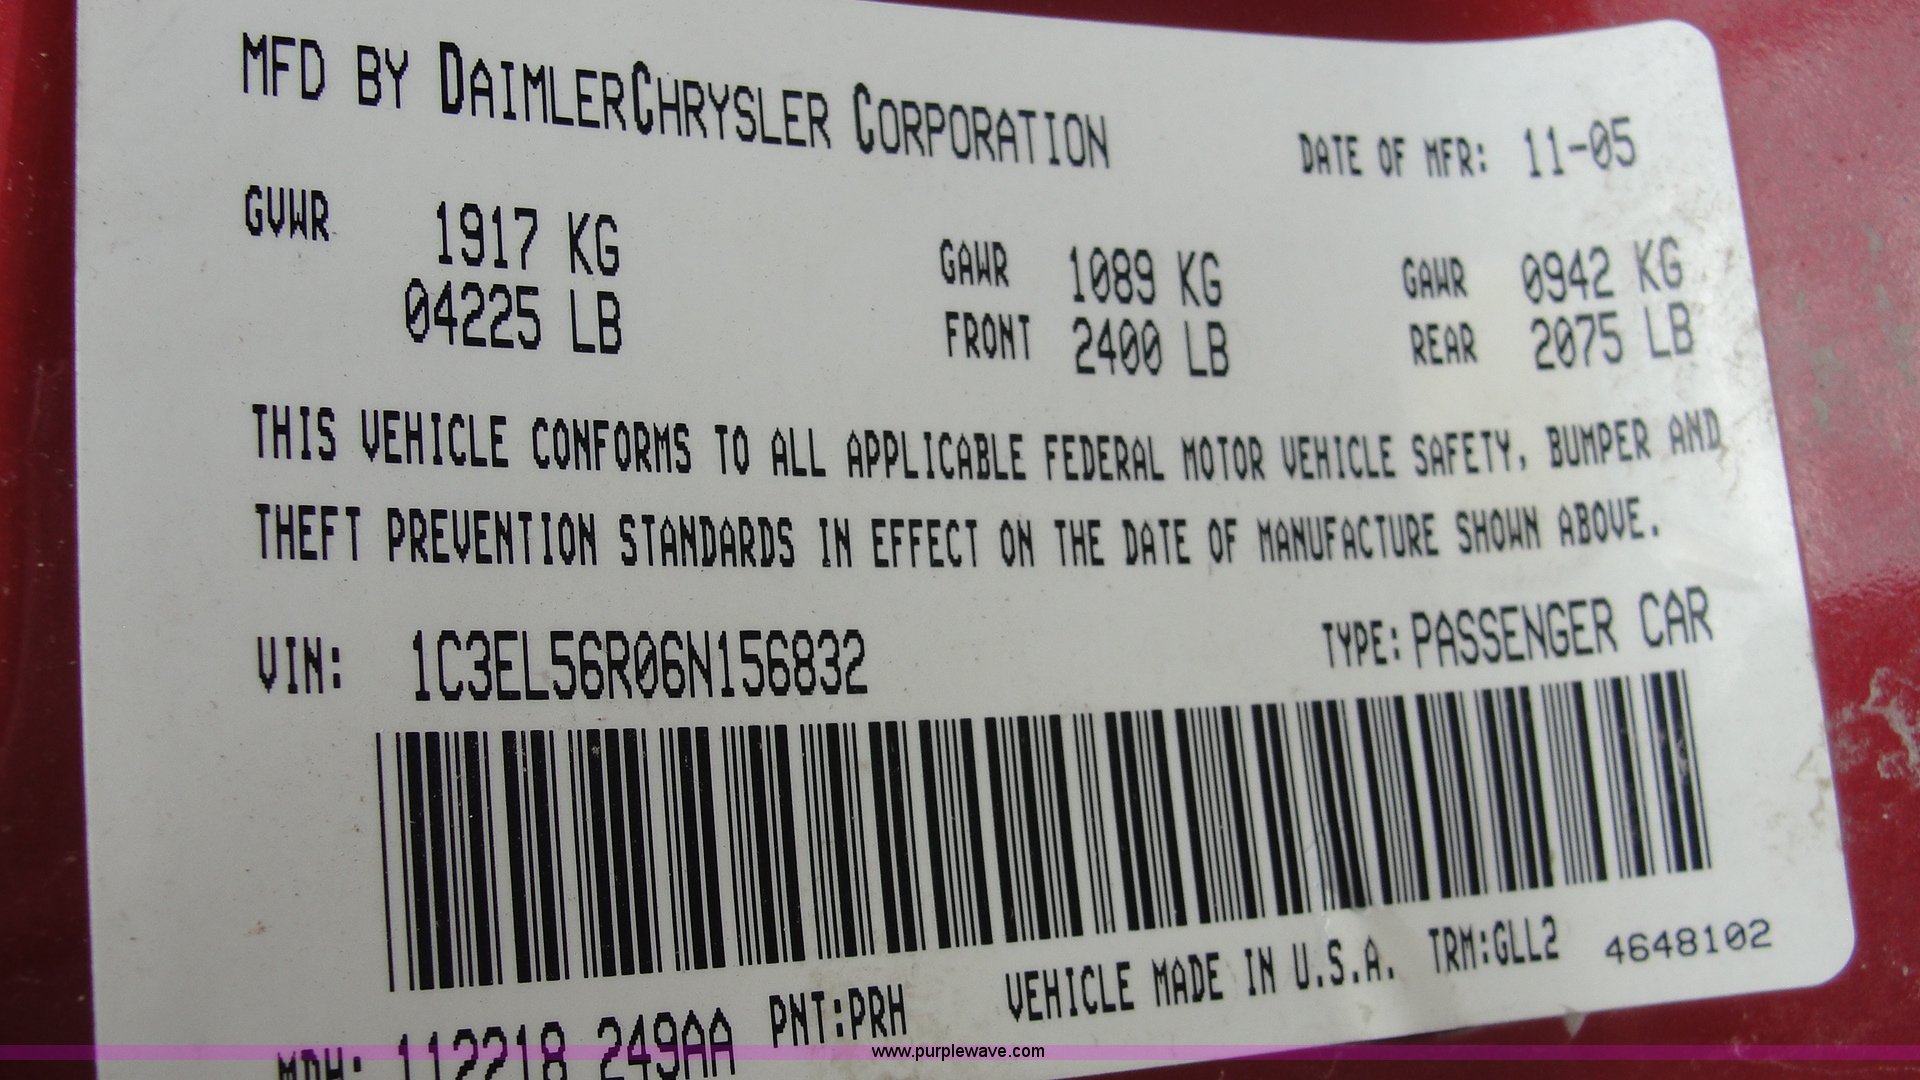 MFD BY DAIMLERCHRYSLER CORPORATION
DATE OF MFR: 11-05
GVWR 1917 KG
04225 LB
GAWR FRONT 1089 KG
2400 LB
GAWR REAR 0942 KG
2075 LB
THIS VEHICLE CONFORMS TO ALL APPLICABLE FEDERAL MOTOR VEHICLE SAFETY, BUMPER AND
THEFT PREVENTION STANDARDS IN EFFECT ON THE DATE OF MANUFACTURE SHOWN ABOVE.
VIN: 1C3EL56R06N156832
TYPE: PASSENGER CAR
MDH: 112218 249AA PNT:PRH VEHICLE MADE IN U.S.A. TRM:GLL2 4648102
www.purplewave.com